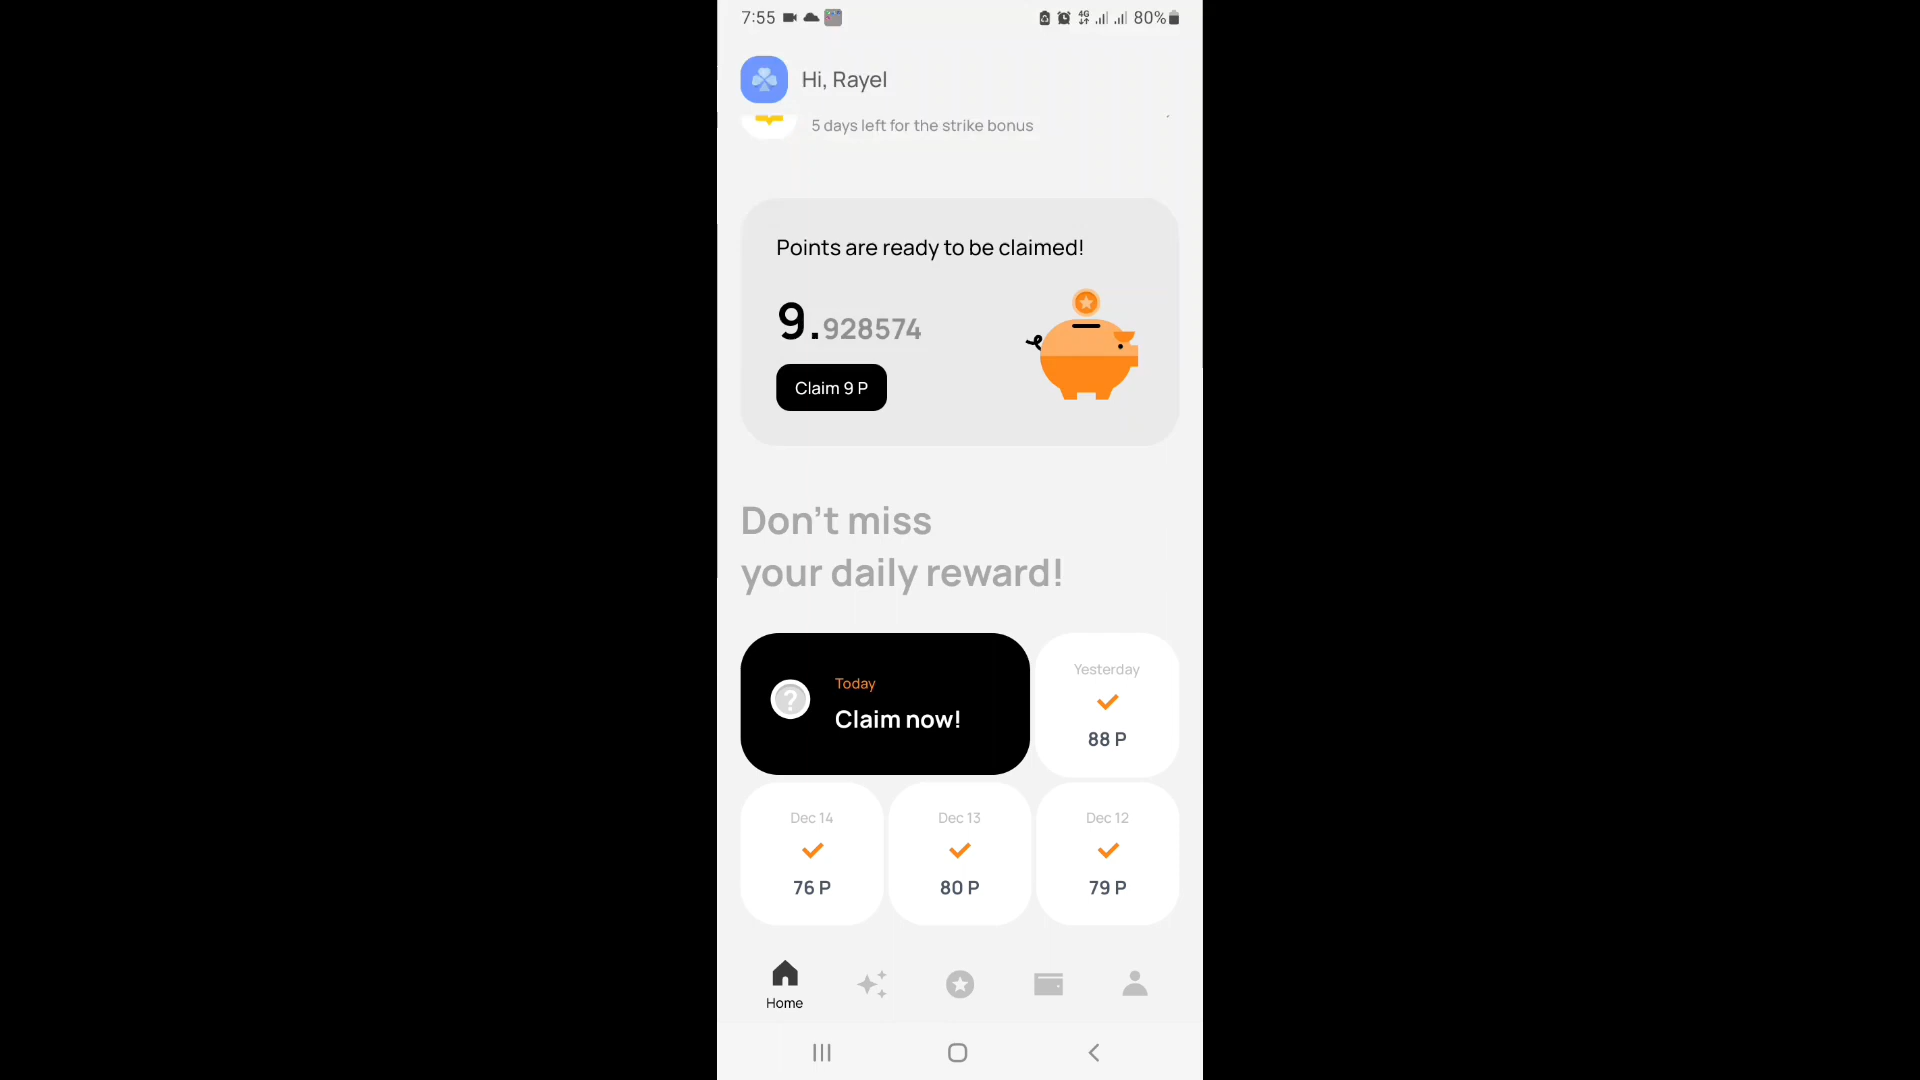 7:55 4G 80%
Hi, Rayel
5 days left for the strike bonus
Points are ready to be claimed!
9.928574
Claim 9 P
Don't miss
your daily reward!
Today
? Claim now!
Yesterday
88 P
Dec 14 Dec 13 Dec 12
76 P 80 P 79 P
Home